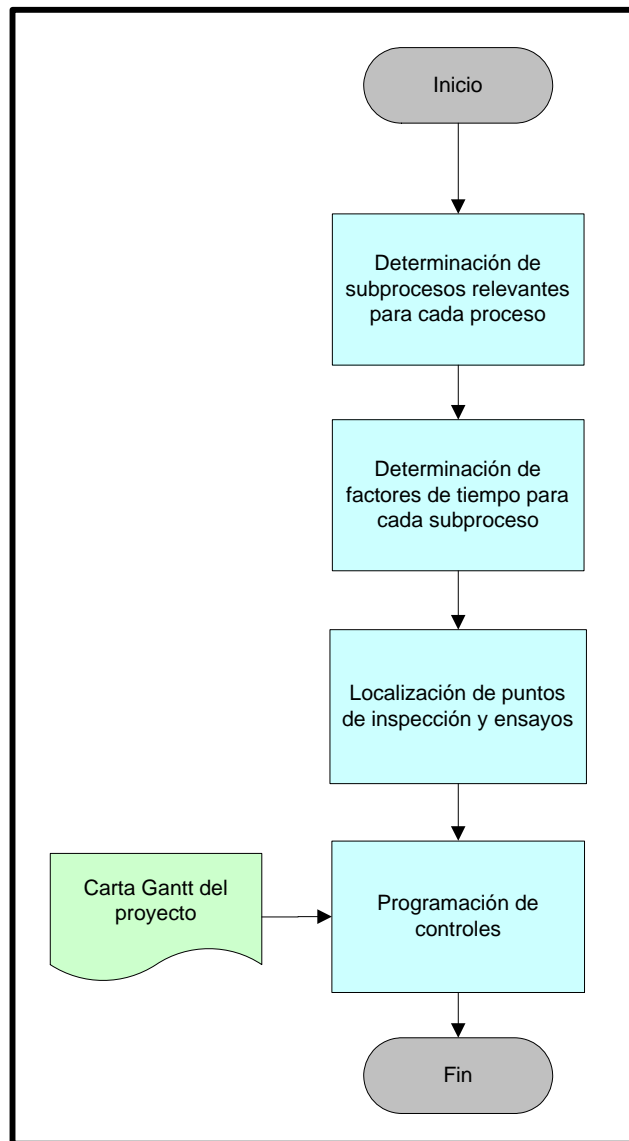 Inicio
Determinación de
subprocesos relevantes
para cada proceso
Determinación de
factores de tiempo para
cada subproceso
Localización de puntos
de inspección y ensayos
Carta Gantt del
proyecto
Programación de
controles
Fin